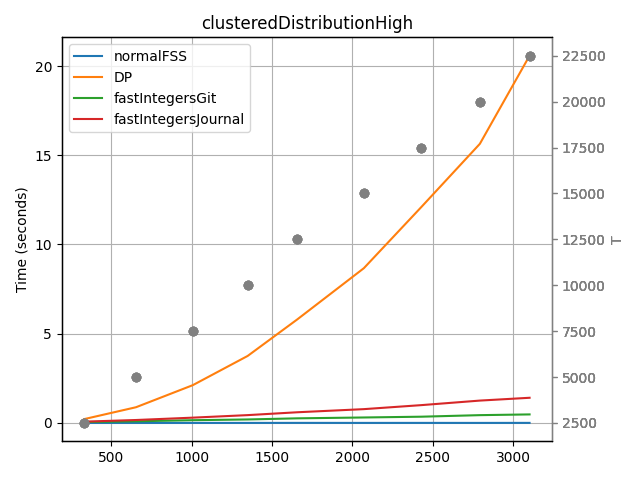 clusteredDistributionHigh
normalFSS
DP
fastIntegersGit
fastIntegersJournal
Time (seconds)
20
15
10
5
0
500
1000
1500
2000
2500
3000
22500
20000
17500
15000
12500
10000
7500
5000
2500
T